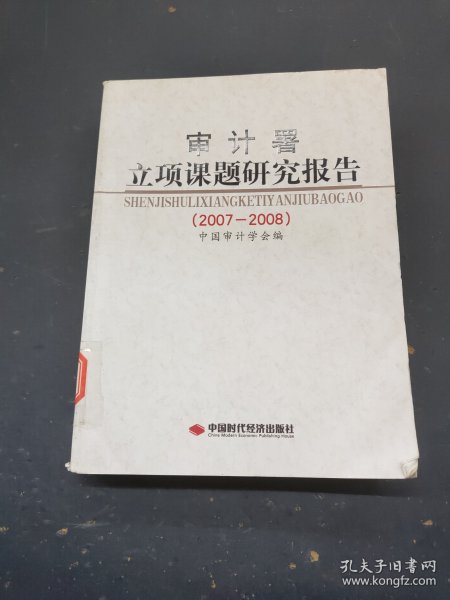 审计署
立项课题研究报告
SHENJISHULIXIANGKETIYANJIUBAOGAO
(2007-2008)
中国审计学会编
中国时代经济出版社
China Modern Economic Publishing House
孔夫子旧书网
www.kongfz.com